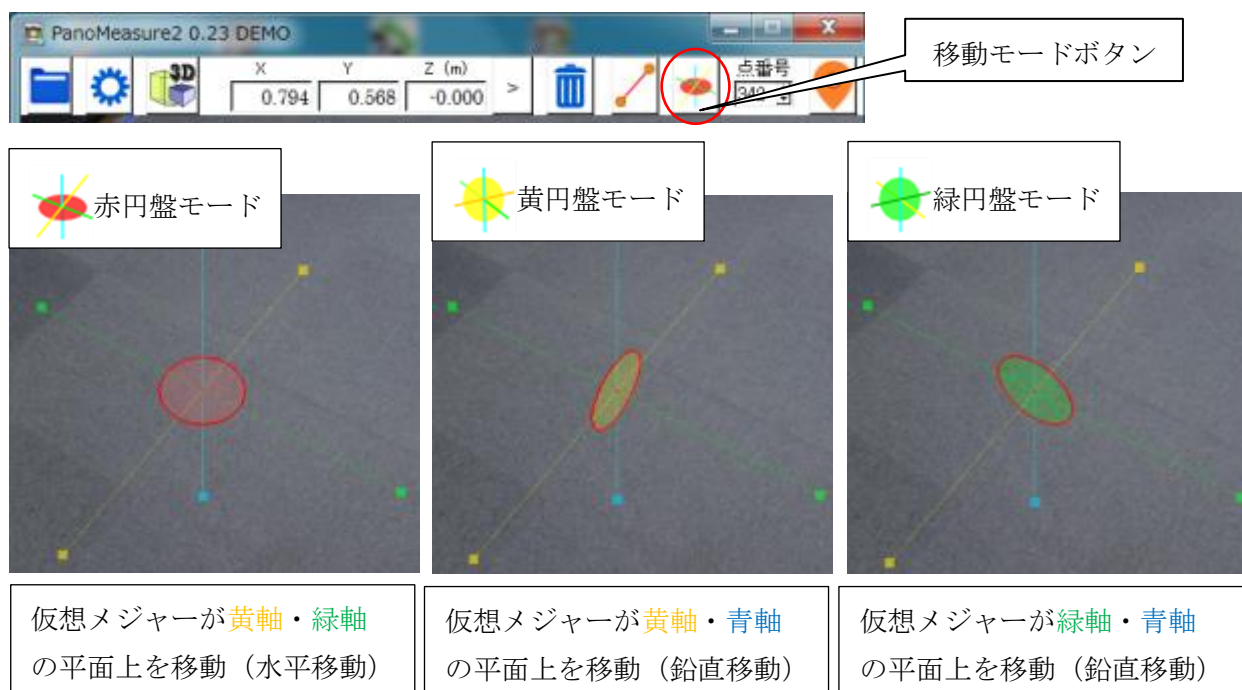 PanoMeasure2 0.23 DEMO
3D
X Y Z (m)
0.794 0.568 -0.000
>
点番号
349
移動モードボタン
赤円盤モード
黄円盤モード
緑円盤モード
仮想メジャーが黄軸・緑軸
の平面上を移動（水平移動）
仮想メジャーが黄軸・青軸
の平面上を移動（鉛直移動）
仮想メジャーが緑軸・青軸
の平面上を移動（鉛直移動）